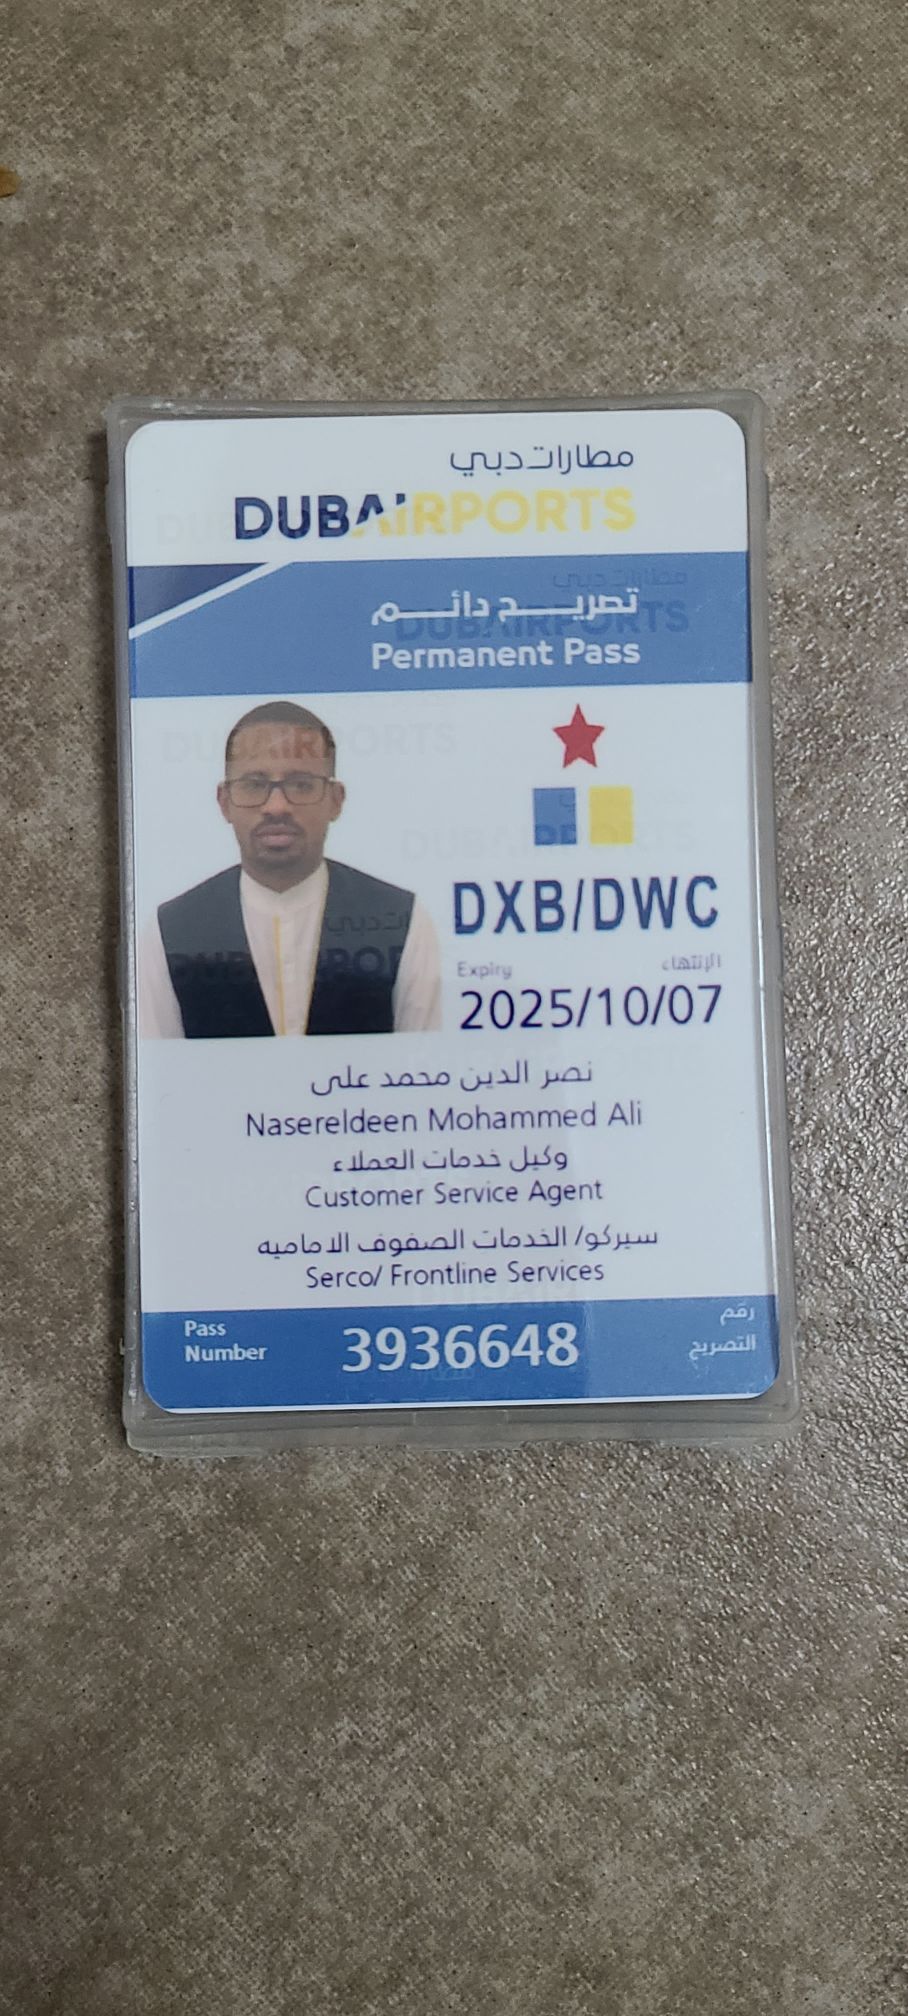 مطارات دبي
DUBAI AIRPORTS
تصريح دائم
Permanent Pass
DXB/DWC
Expiry الإنتهاء
2025/10/07
نصر الدين محمد على
Nasereldeen Mohammed Ali
وكيل خدمات العملاء
Customer Service Agent
سيركو/ الخدمات الصفوف الاماميه
Serco/ Frontline Services
Pass Number 3936648 رقم التصريح